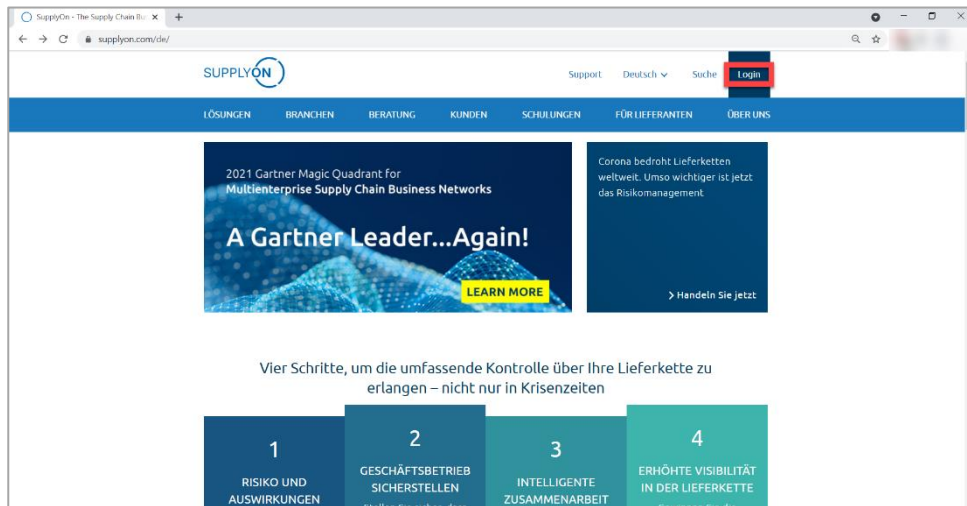 SupplyOn - The Supply Chain Bu
supplyon.com/de/
SUPPLYON
Support Deutsch Suche Login
LÖSUNGEN BRANCHEN BERATUNG KUNDEN SCHULUNGEN FÜR LIEFERANTEN ÜBER UNS
2021 Gartner Magic Quadrant for
Multienterprise Supply Chain Business Networks
A Gartner Leader...Again!
LEARN MORE
Corona bedroht Lieferketten
weltweit. Umso wichtiger ist jetzt
das Risikomanagement
Handeln Sie jetzt
Vier Schritte, um die umfassende Kontrolle über Ihre Lieferkette zu
erlangen – nicht nur in Krisenzeiten
1
RISIKO UND
AUSWIRKUNGEN
2
GESCHÄFTSBETRIEB
SICHERSTELLEN
3
INTELLIGENTE
ZUSAMMENARBEIT
4
ERHÖHTE VISIBILITÄT
IN DER LIEFERKETTE